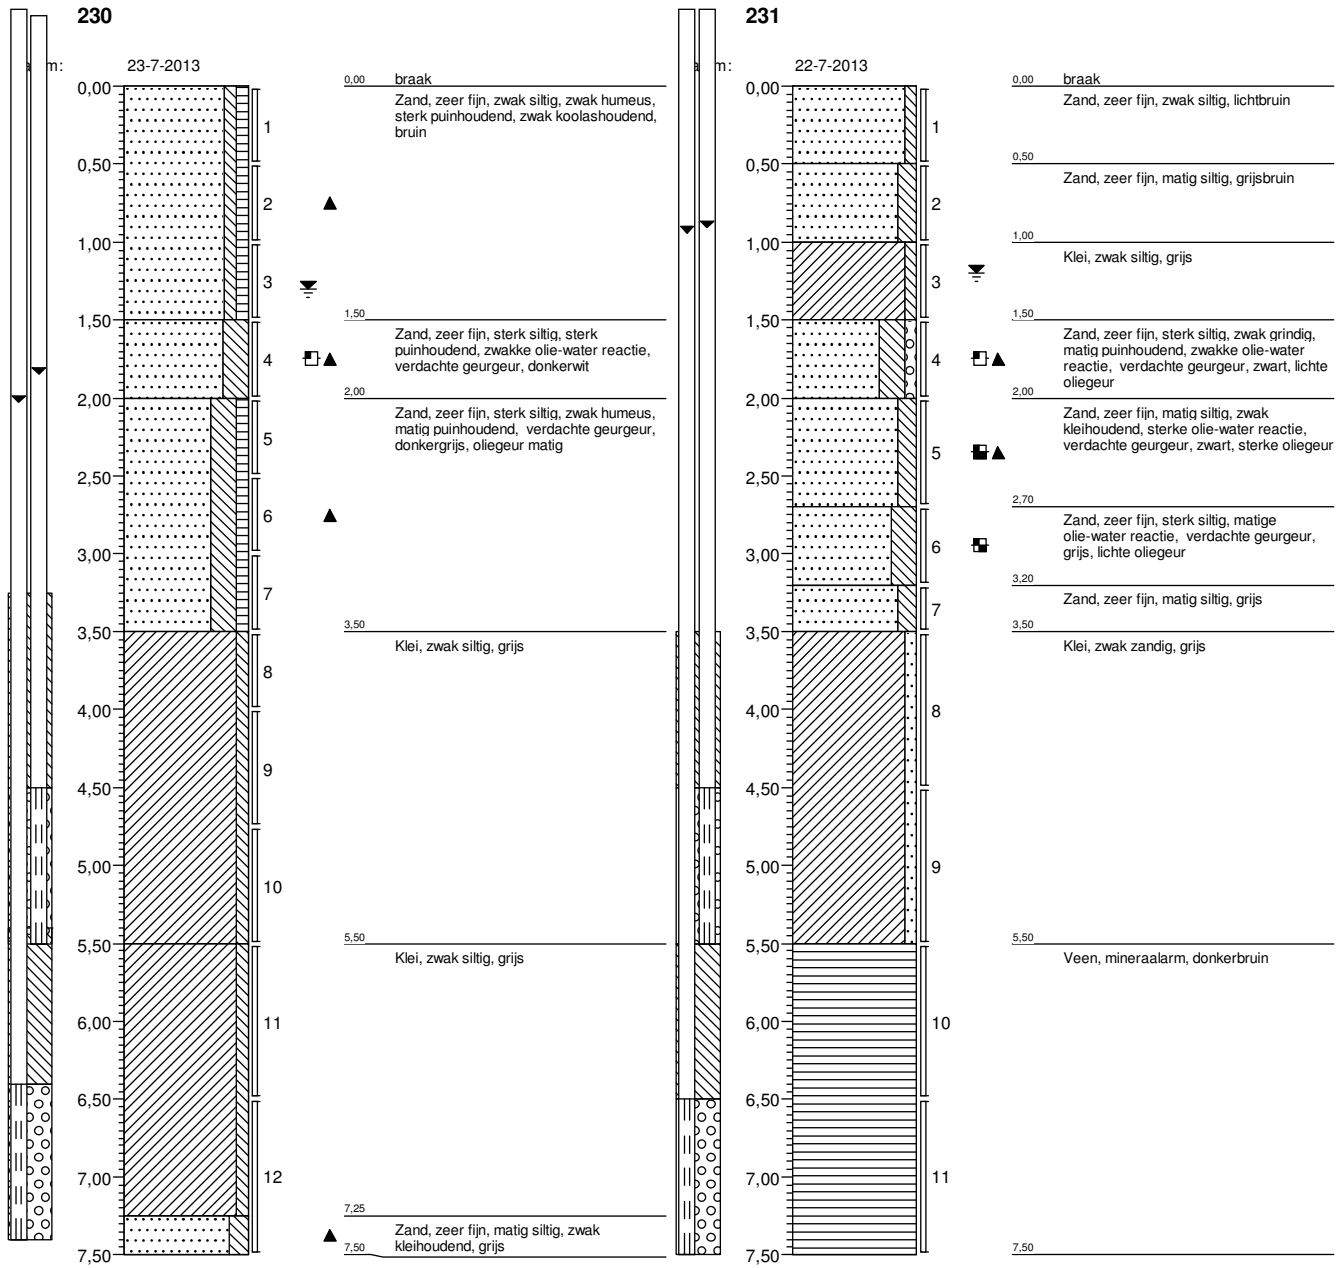 230
m:
23-7-2013
0,00
0,50
1,00
1,50
2,00
2,50
3,00
3,50
4,00
4,50
5,00
5,50
6,00
6,50
7,00
7,50
1
2
3
4
5
6
7
8
9
10
11
12
0,00 braak
Zand, zeer fijn, zwak siltig, zwak humeus,
sterk puinhoudend, zwak koolashoudend,
bruin
1,50
Zand, zeer fijn, sterk siltig, sterk
puinhoudend, zwakke olie-water reactie,
verdachte geurgeur, donkerwit
2,00
Zand, zeer fijn, sterk siltig, zwak humeus,
matig puinhoudend, verdachte geurgeur,
donkergrijs, oliegeur matig
3,50
Klei, zwak siltig, grijs
5,50
Klei, zwak siltig, grijs
7,25
Zand, zeer fijn, matig siltig, zwak
kleihoudend, grijs
7,50
231
m:
22-7-2013
0,00
0,50
1,00
1,50
2,00
2,50
3,00
3,50
4,00
4,50
5,00
5,50
6,00
6,50
7,00
7,50
1
2
3
4
5
6
7
8
9
10
11
0,00 braak
Zand, zeer fijn, zwak siltig, lichtbruin
0,50
Zand, zeer fijn, matig siltig, grijsbruin
1,00
Klei, zwak siltig, grijs
1,50
Zand, zeer fijn, sterk siltig, zwak grindig,
matig puinhoudend, zwakke olie-water
reactie, verdachte geurgeur, zwart, lichte
oliegeur
2,00
Zand, zeer fijn, matig siltig, zwak
kleihoudend, sterke olie-water reactie,
verdachte geurgeur, zwart, sterke oliegeur
2,70
Zand, zeer fijn, sterk siltig, matige
olie-water reactie, verdachte geurgeur,
grijs, lichte oliegeur
3,20
Zand, zeer fijn, matig siltig, grijs
3,50
Klei, zwak zandig, grijs
5,50
Veen, mineraalarm, donkerbruin
7,50